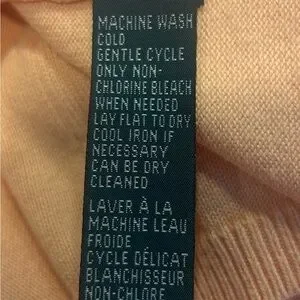 MACHINE WASH
COLD
GENTLE CYCLE
ONLY NON-
CHLORINE BLEACH
WHEN NEEDED
LAY FLAT TO DRY
COOL IRON IF
NECESSARY
CAN BE DRY
CLEANED
LAVER À LA
MACHINE L'EAU
FROIDE
CYCLE DÉLICAT
BLANCHISSEUR
NON-CHLORE